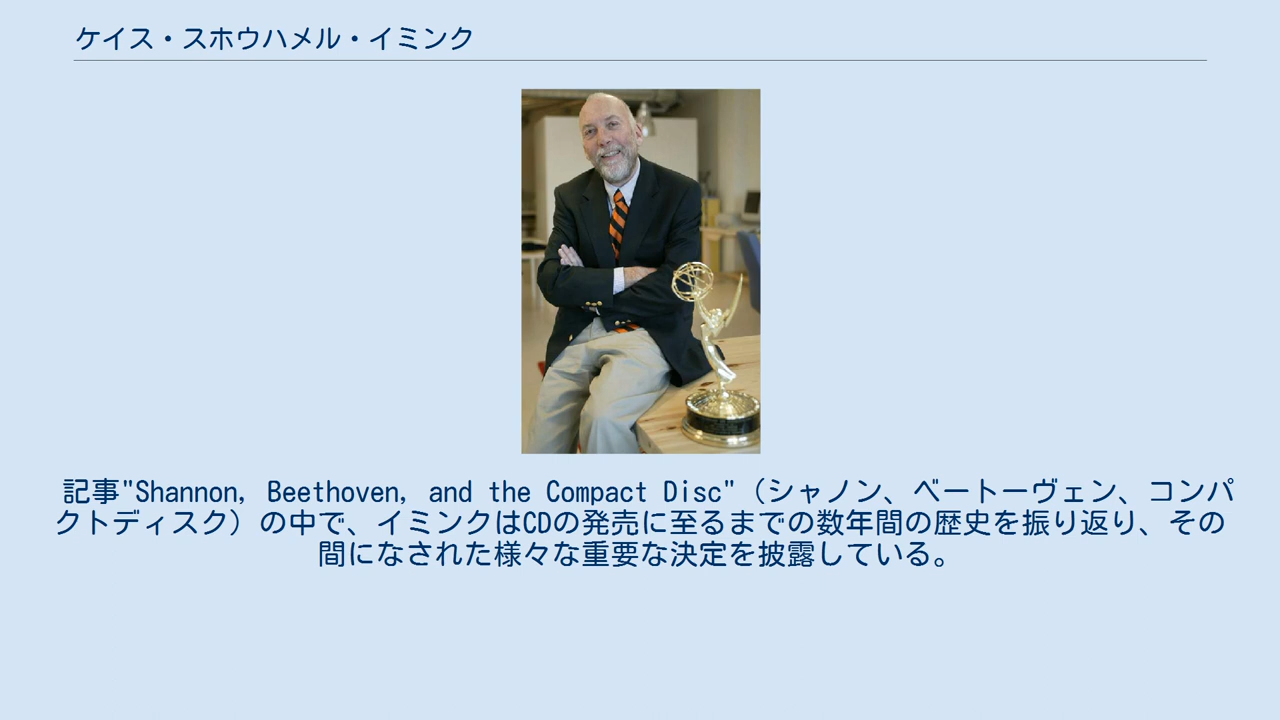 ケイス・スホウハメル・イミンク
記事"Shannon, Beethoven, and the Compact Disc"（シャノン、ベートーヴェン、コンパ
クトディスク）の中で、イミンクはCDの発売に至るまでの数年間の歴史を振り返り、その
間になされた様々な重要な決定を披露している。